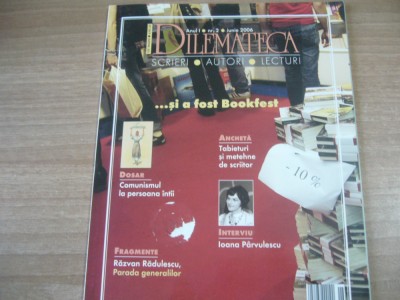 Anul I • nr. 2 • iunie 2006
DILEMATECA
SCRIERI • AUTORI • LECTURI
...și a fost Bookfest
ANCHETĂ
Tabieturi
și metehne
de scriitor
- 10 %
DOSAR
Comunismul
la persoana întîi
INTERVIU
Ioana Pârvulescu
FRAGMENTE
Răzvan Rădulescu,
Parada generalilor